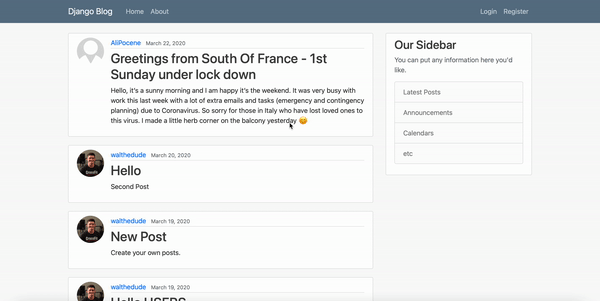 Django Blog Home About Login Register
AliPocene March 22, 2020
Greetings from South Of France - 1st
Sunday under lock down
Hello, it's a sunny morning and I am happy it's the weekend. It was very busy with
work this last week with a lot of extra emails and tasks (emergency and contingency
planning) due to Coronavirus. So sorry for those in Italy who have lost loved ones to
this virus. I made a little herb corner on the balcony yesterday 😊
walthedude March 20, 2020
Hello
Second Post
walthedude March 19, 2020
New Post
Create your own posts.
walthedude March 19, 2020
Hello USERS
Our Sidebar
You can put any information here you'd
like.
Latest Posts
Announcements
Calendars
etc